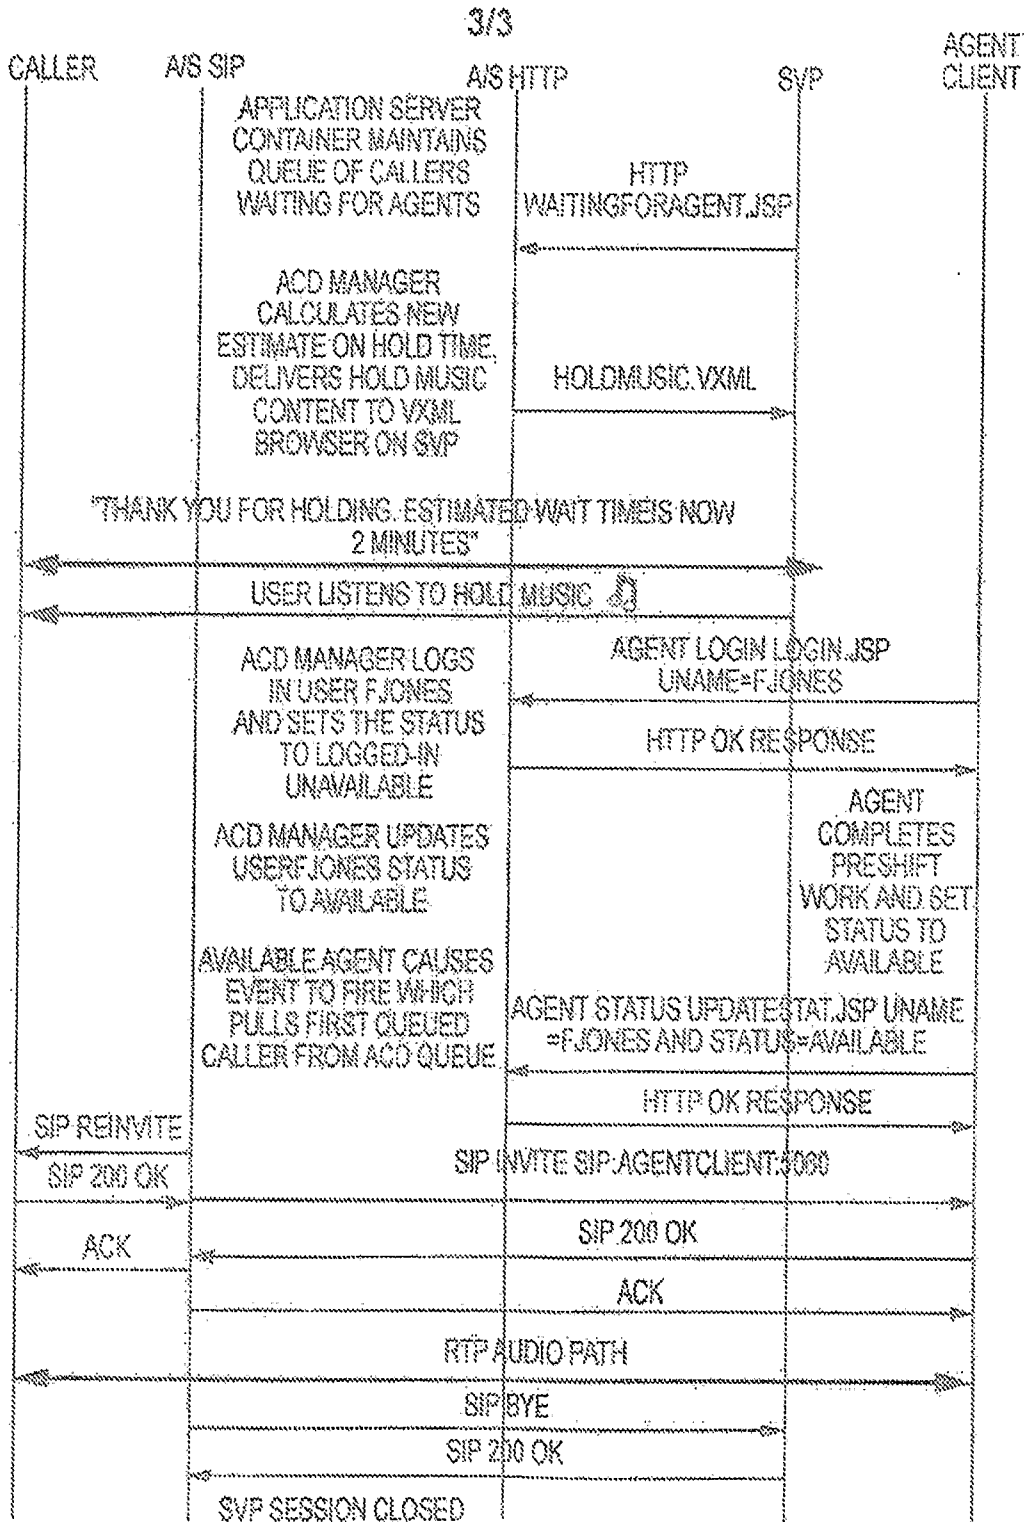 3/3
CALLER
A/S SIP
A/S HTTP
SVP
AGENT
CLIENT
APPLICATION SERVER
CONTAINER MAINTAINS
QUEUE OF CALLERS
WAITING FOR AGENTS
HTTP
WAITINGFORAGENT.JSP
ACD MANAGER
CALCULATES NEW
ESTIMATE ON HOLD TIME,
DELIVERS HOLD MUSIC
CONTENT TO VXML
BROWSER ON SVP
HOLDMUSIC.VXML
"THANK YOU FOR HOLDING. ESTIMATED WAIT TIMEIS NOW
2 MINUTES"
USER LISTENS TO HOLD MUSIC
ACD MANAGER LOGS
IN USER FJONES
AND SETS THE STATUS
TO LOGGED-IN
UNAVAILABLE
AGENT LOGIN LOGIN.JSP
UNAME=FJONES
HTTP OK RESPONSE
ACD MANAGER UPDATES
USERFJONES STATUS
TO AVAILABLE
AGENT
COMPLETES
PRESHIFT
WORK AND SET
STATUS TO
AVAILABLE
AVAILABLE AGENT CAUSES
EVENT TO FIRE WHICH
PULLS FIRST QUEUED
CALLER FROM ACD QUEUE
AGENT STATUS UPDATESTAT.JSP UNAME
=FJONES AND STATUS=AVAILABLE
HTTP OK RESPONSE
SIP REINVITE
SIP 200 OK
SIP INVITE SIP:AGENTCLIENT:5060
SIP 200 OK
ACK
ACK
RTP AUDIO PATH
SIP BYE
SIP 200 OK
SVP SESSION CLOSED